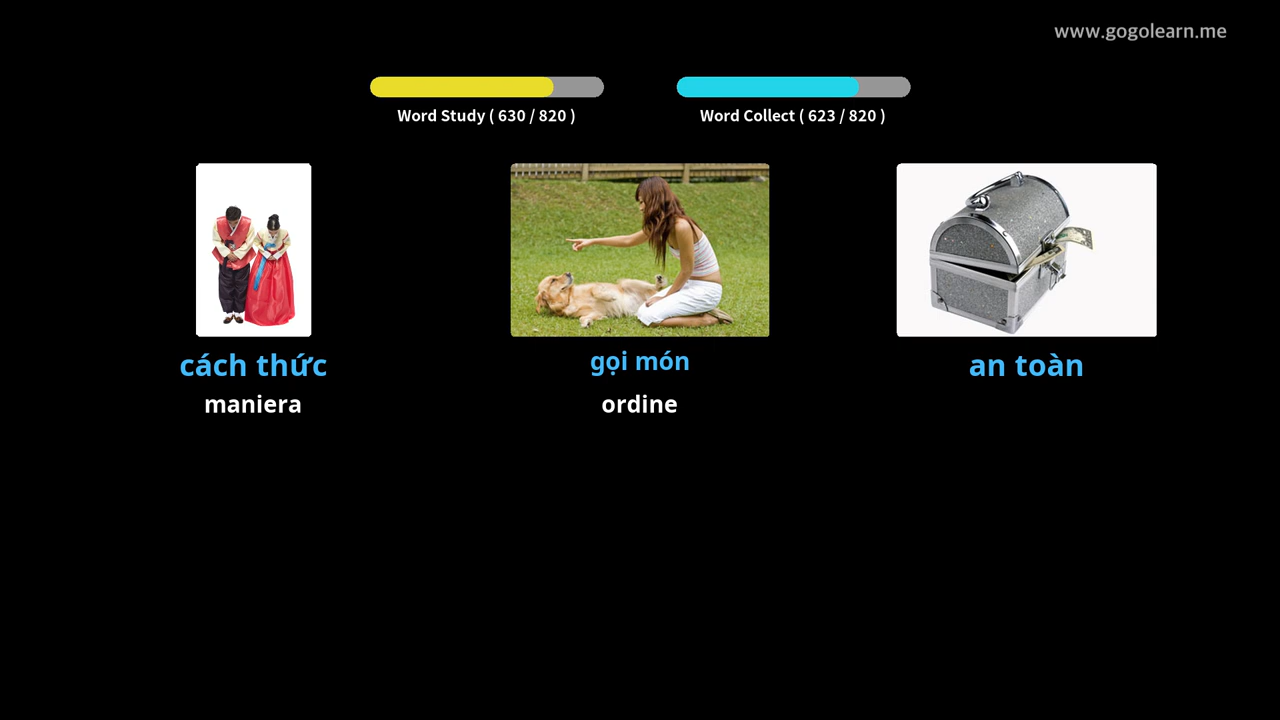 www.gogolearn.me
Word Study ( 630 / 820 )
Word Collect ( 623 / 820 )
cách thức
maniera
gọi món
ordine
an toàn